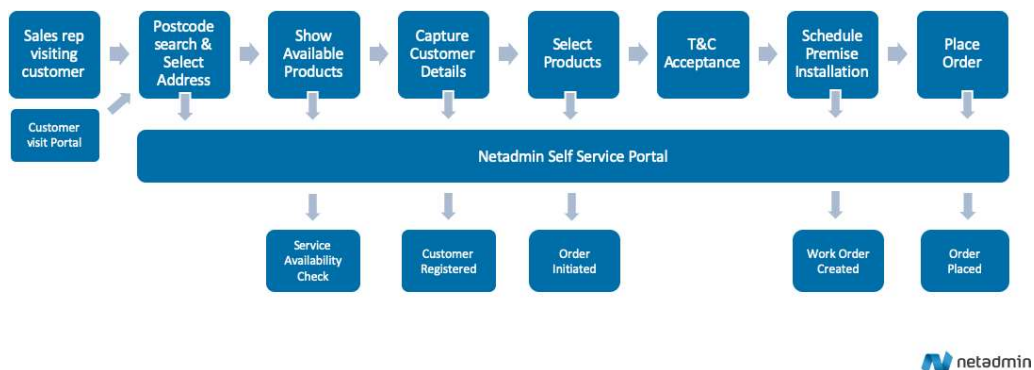 Sales rep
visiting
customer
Postcode
search &
Select
Address
Show
Available
Products
Capture
Customer
Details
Select
Products
T&C
Acceptance
Schedule
Premise
Installation
Place
Order
Customer
visit Portal
Netadmin Self Service Portal
Service
Availability
Check
Customer
Registered
Order
Initiated
Work Order
Created
Order
Placed
netadmin